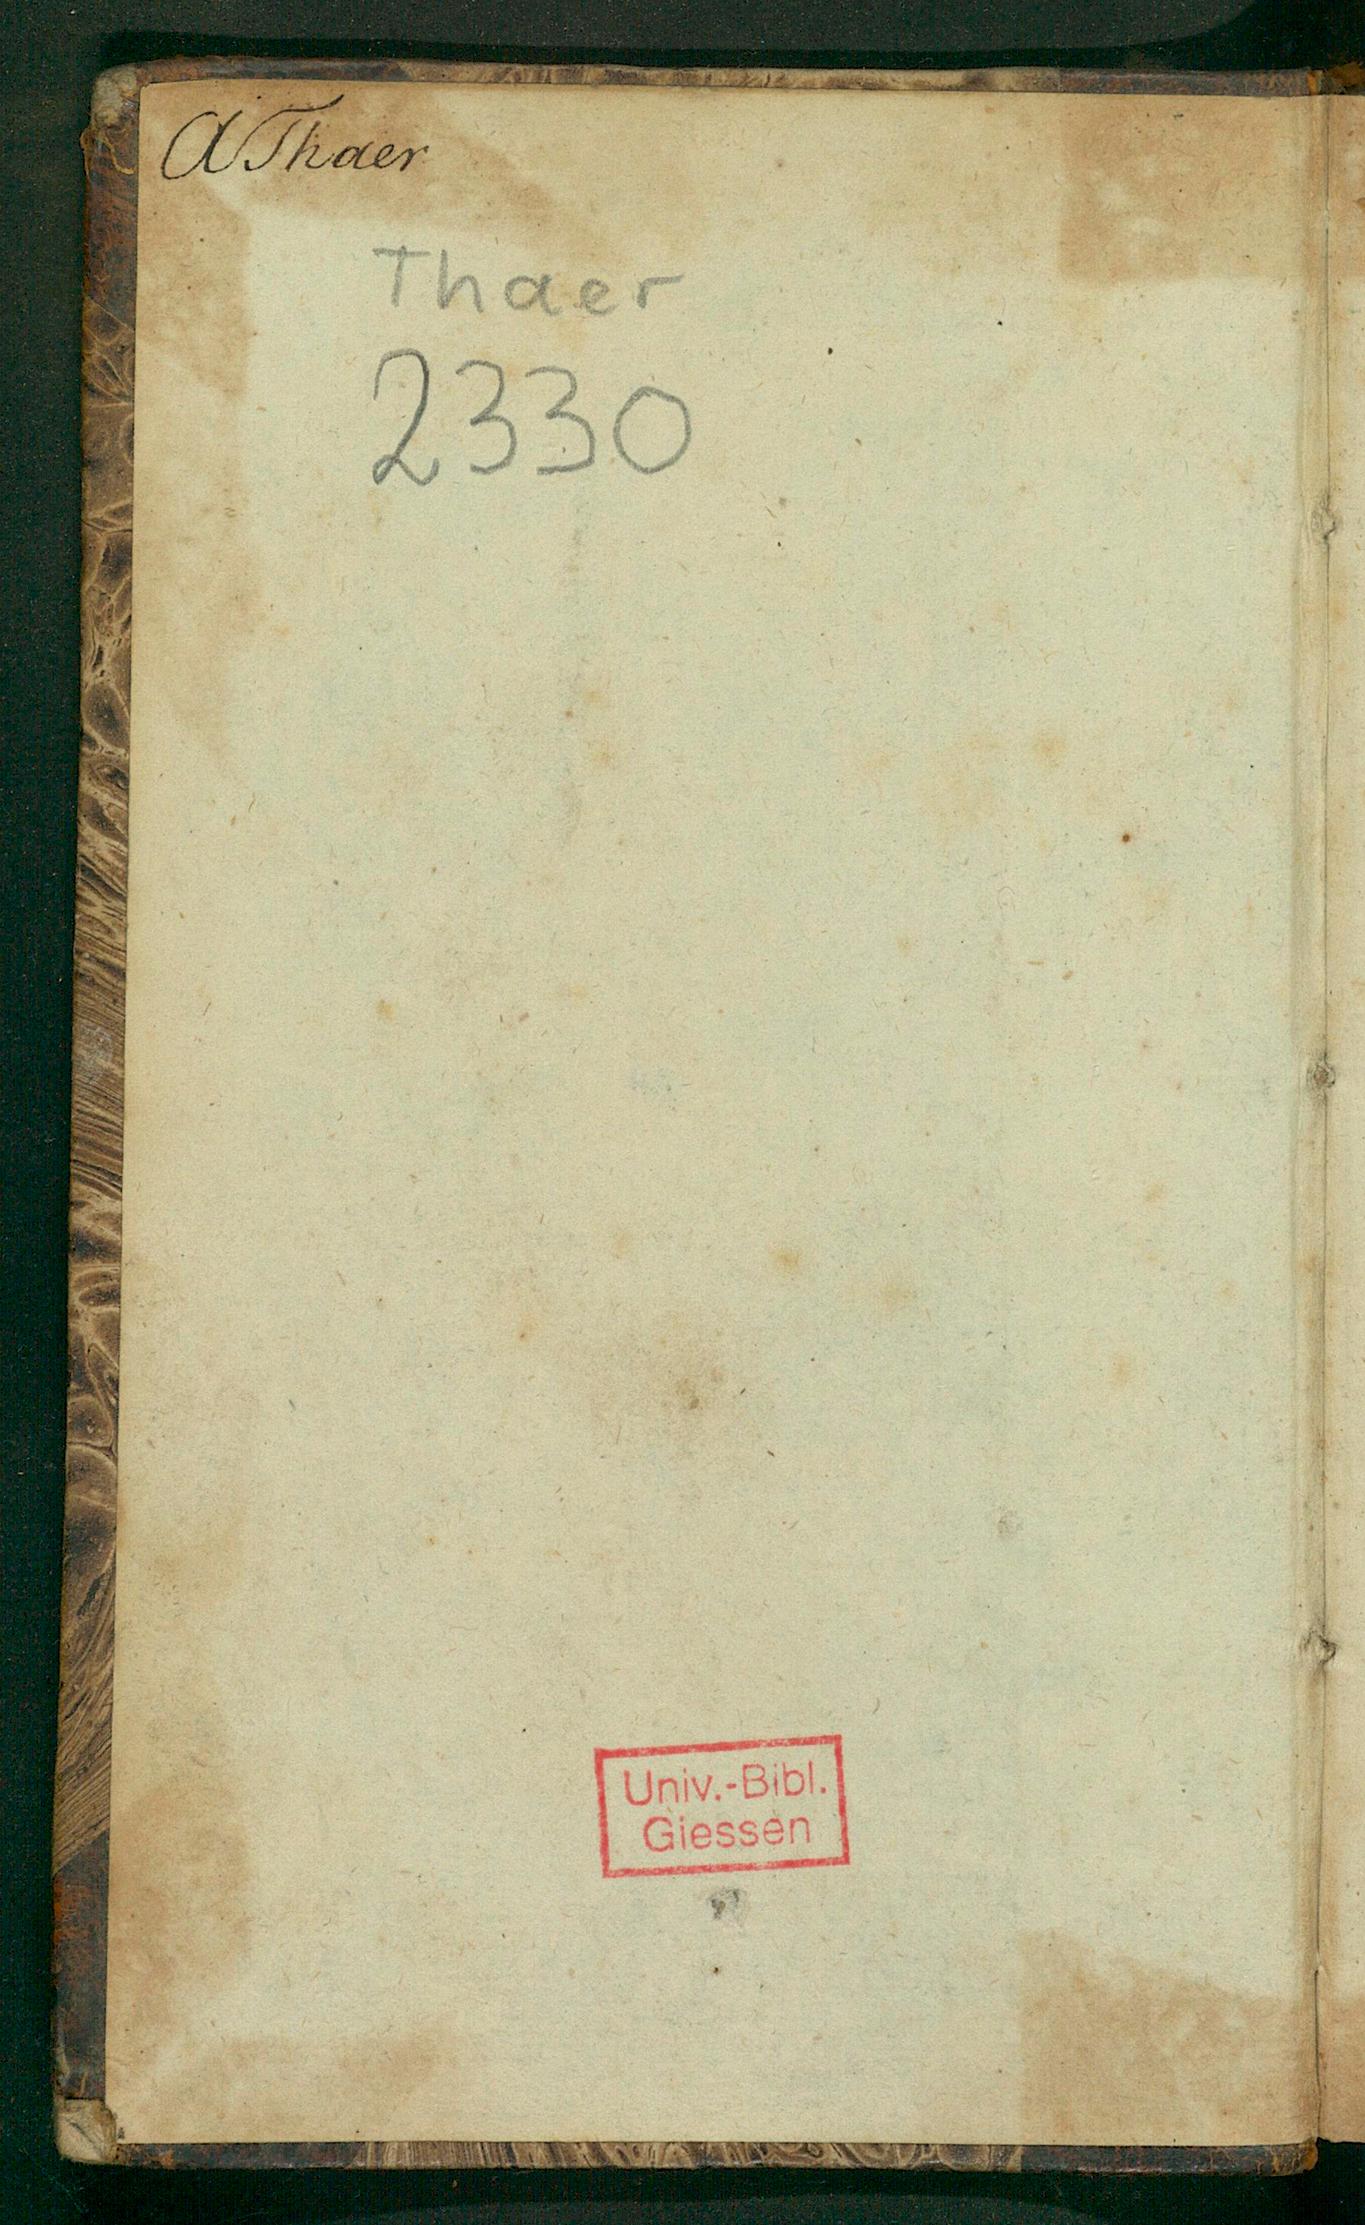 A Thaer
Thaer
2330
Univ.-Bibl.
Giessen